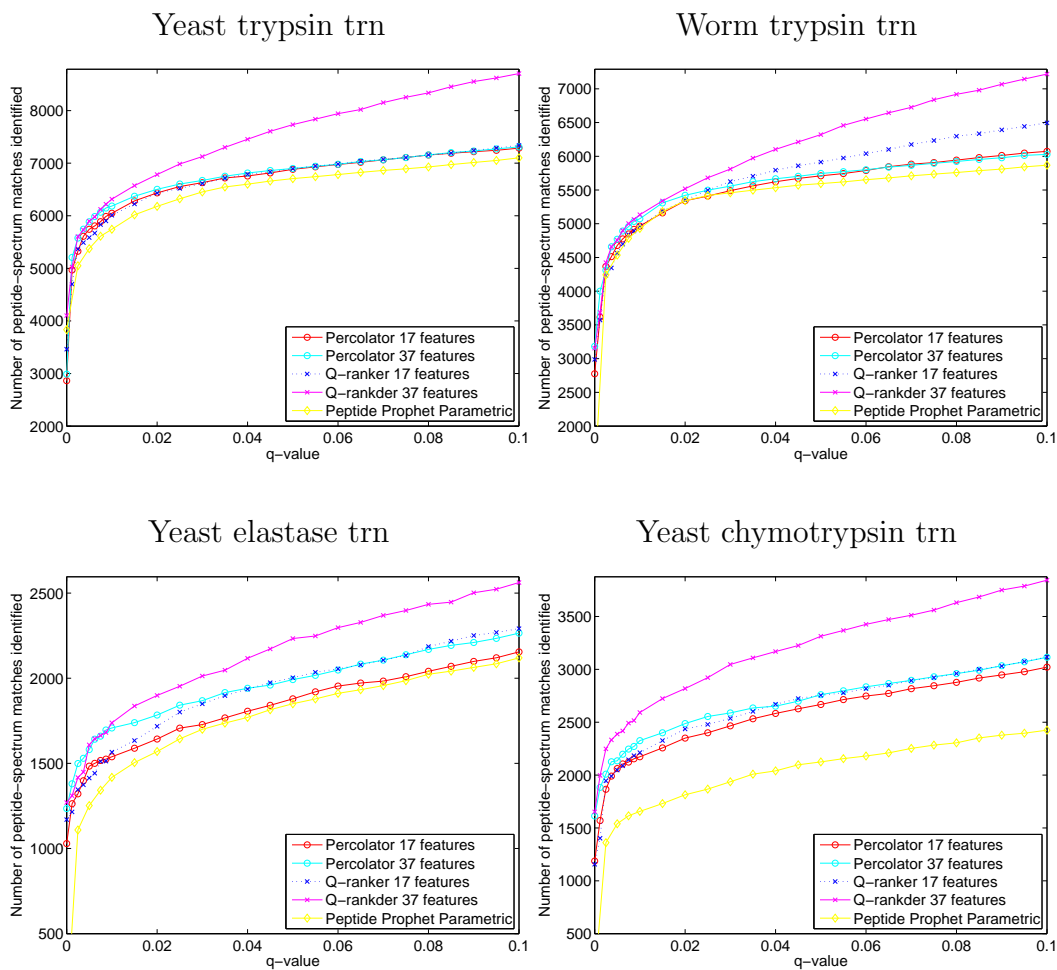 Yeast trypsin trn
Number of peptide-spectrum matches identified
8000
7000
6000
5000
4000
3000
2000
0
0.02
0.04
0.06
0.08
0.1
q-value
Percolator 17 features
Percolator 37 features
Q-ranker 17 features
Q-rankder 37 features
Peptide Prophet Parametric
Worm trypsin trn
Number of peptide-spectrum matches identified
7000
6500
6000
5500
5000
4500
4000
3500
3000
2500
2000
0
0.02
0.04
0.06
0.08
0.1
q-value
Percolator 17 features
Percolator 37 features
Q-ranker 17 features
Q-rankder 37 features
Peptide Prophet Parametric
Yeast elastase trn
Number of peptide-spectrum matches identified
2500
2000
1500
1000
500
0
0.02
0.04
0.06
0.08
0.1
q-value
Percolator 17 features
Percolator 37 features
Q-ranker 17 features
Q-rankder 37 features
Peptide Prophet Parametric
Yeast chymotrypsin trn
Number of peptide-spectrum matches identified
3500
3000
2500
2000
1500
1000
500
0
0.02
0.04
0.06
0.08
0.1
q-value
Percolator 17 features
Percolator 37 features
Q-ranker 17 features
Q-rankder 37 features
Peptide Prophet Parametric